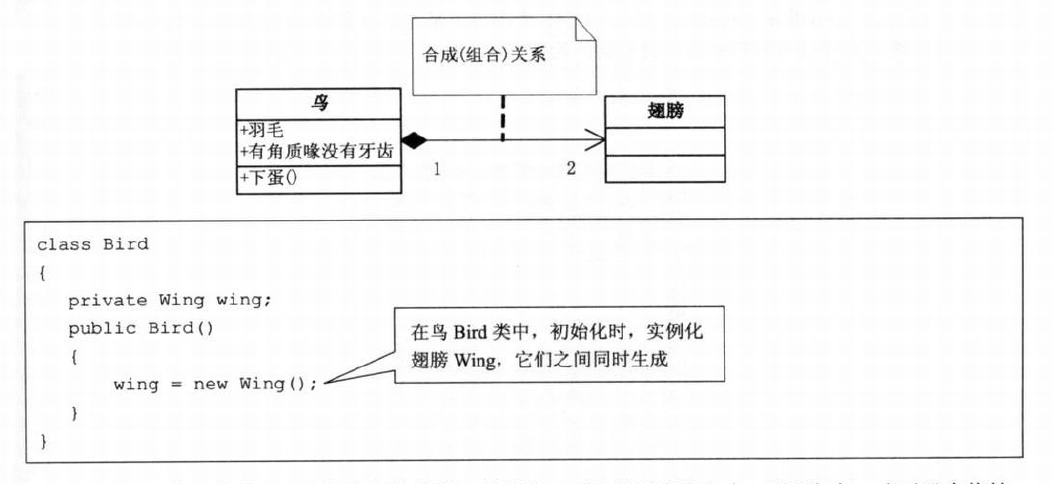 合成(组合)关系
鸟
+羽毛
+有角质喙没有牙齿
+下蛋()
1
2
翅膀
class Bird
{
private Wing wing;
public Bird()
{
wing = new Wing();
}
}
在鸟 Bird 类中，初始化时，实例化
翅膀 Wing，它们之间同时生成